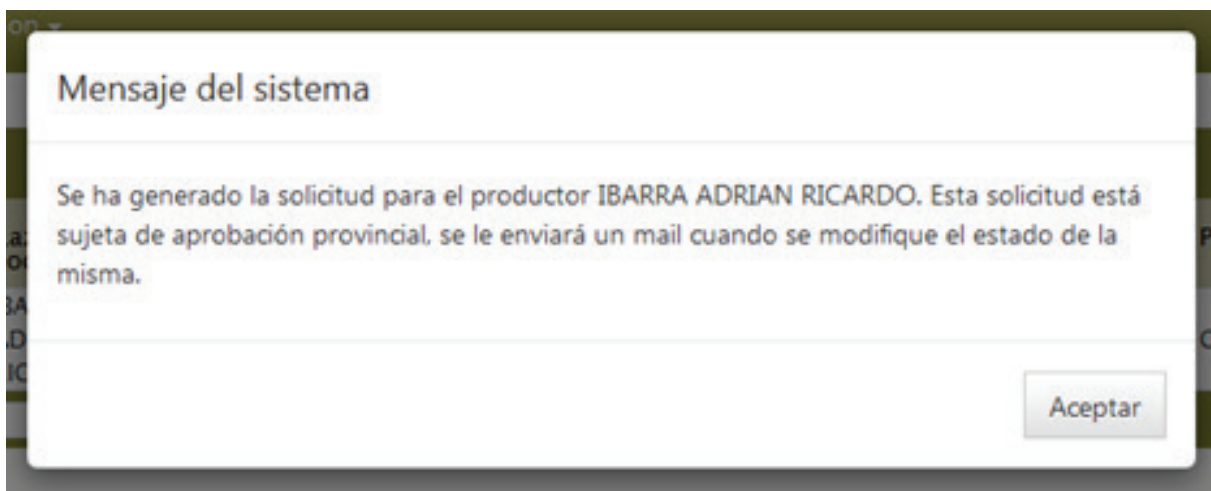 Mensaje del sistema
Se ha generado la solicitud para el productor IBARRA ADRIAN RICARDO. Esta solicitud está
sujeta de aprobación provincial, se le enviará un mail cuando se modifique el estado de la
misma.
Aceptar